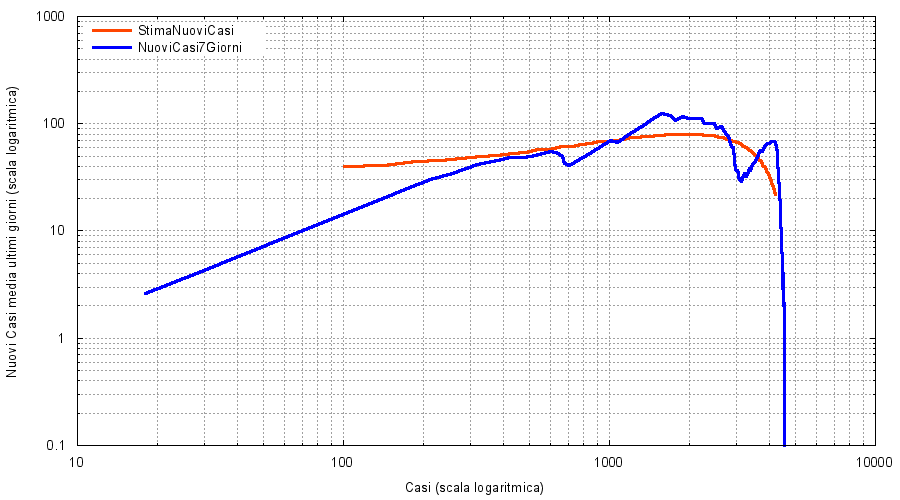 1000
StimaNuoviCasi
NuoviCasi7Giorni
100
10
1
0.1
Nuovi Casi media ultimi giorni (scala logaritmica)
10 100 1000 10000
Casi (scala logaritmica)